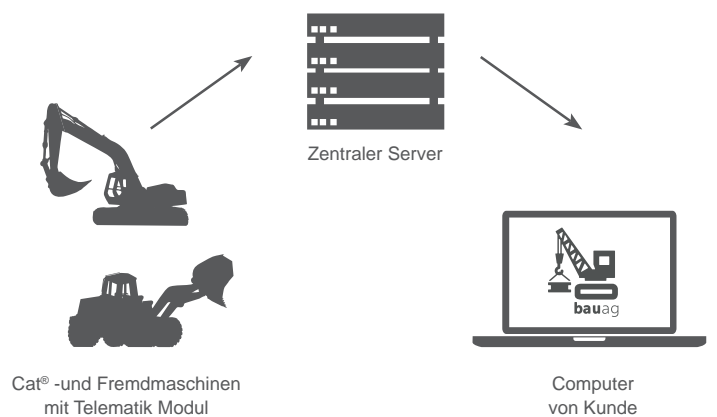 Zentraler Server
bauag
Cat® -und Fremdmaschinen
mit Telematik Modul
Computer
von Kunde